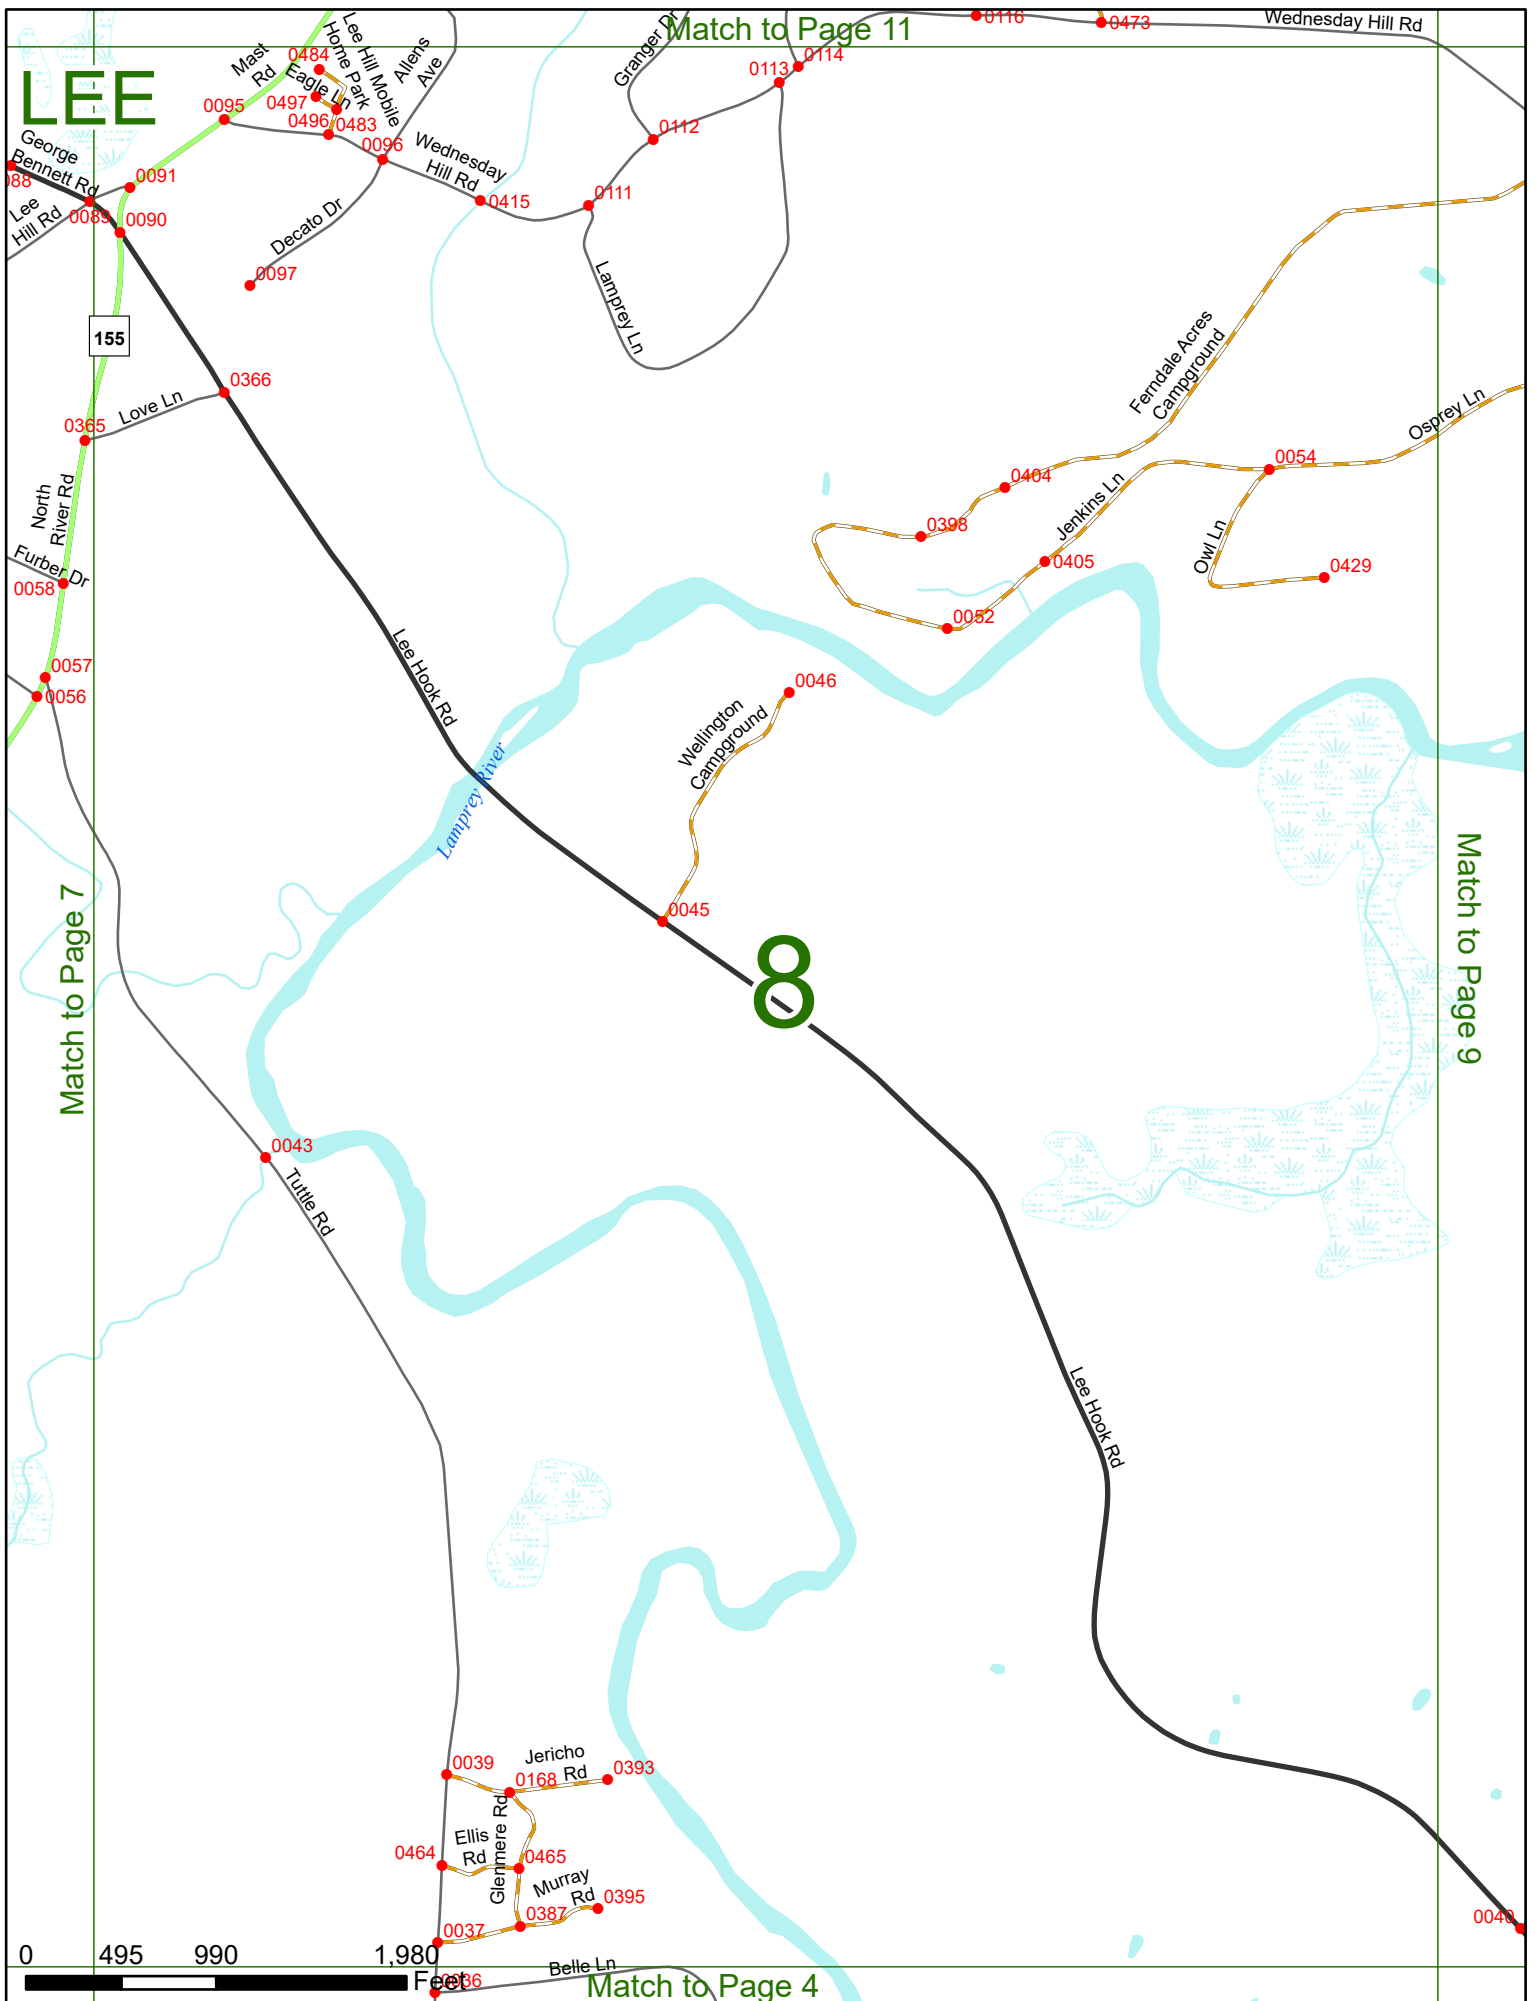 Match to Page 11
Wednesday Hill Rd
0116
0473
LEE
Mast
Rd
0484
Eagle Ln
0497
Lee Hill Mobile
Home Park
Allens
Ave
Granger Dr
0114
0113
0095
0496
0483
0096
0112
George
Bennett Rd
088
0091
Wednesday
Hill Rd
0415
0111
Lee
Hill Rd
0089
0090
Decato Dr
0097
Lamprey Ln
155
0366
Love Ln
0365
Ferndale Acres
Campground
Osprey Ln
0054
0404
Jenkins Ln
0398
0405
Owl Ln
0429
North
River Rd
Furber Dr
0058
0052
0057
0056
Lee Hook Rd
0046
Wellington
Campground
Lamprey River
0045
8
Match to Page 7
Match to Page 9
0043
Tuttle Rd
Lee Hook Rd
0039
Jericho
Rd
0393
0168
Glenmere Rd
Ellis
Rd
0464
0465
Murray
Rd
0395
0387
0037
0040
0
495
990
1,980
Feet
0036
Belle Ln
Match to Page 4